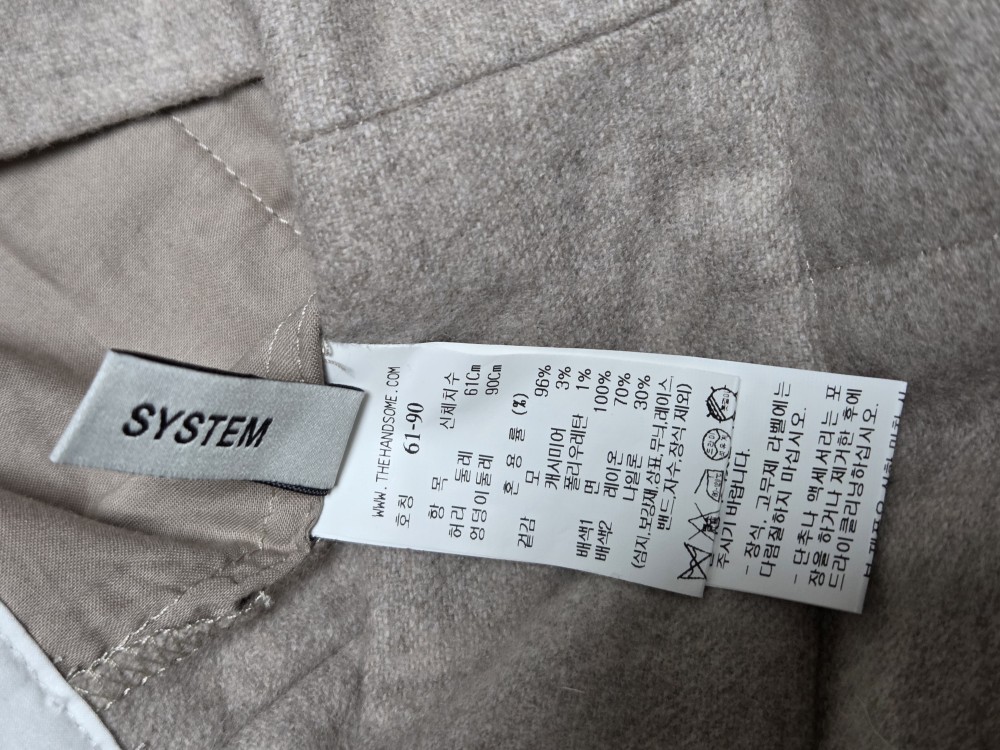 SYSTEM
WWW.THEHANDSOME.COM
호칭 61-90
항 목 신체치수
허리 둘레 61Cm
엉덩이 둘레 90Cm
혼 용 률 (%)
겉감 모 96%
캐시미어 3%
폴리우레탄 1%
배색1 면 100%
배색2 레이온 70%
나일론 30%
(심지,보강재,상표,무늬,레이스
밴드,자수,장식 제외)
주시기 바랍니다.
- 장식, 고무제 라벨에는
다림질하지 마십시오.
- 단추나 액세서리는 포
장을 하거나 제거한 후에
드라이 클리닝하십시오.